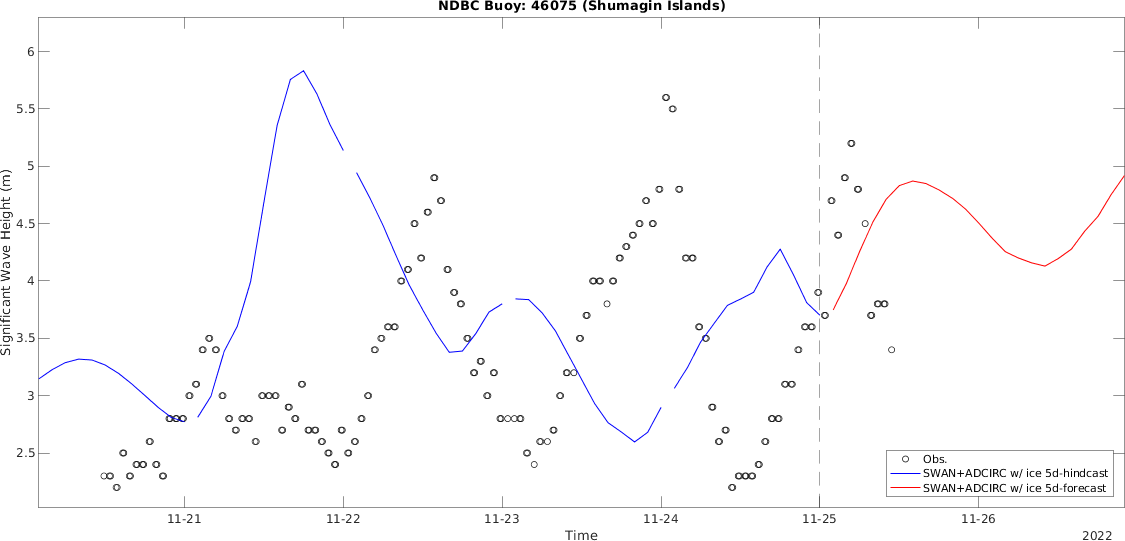 NDBC Buoy: 46075 (Shumagin Islands)
Significant Wave Height (m)
6
5.5
5
4.5
4
3.5
3
2.5
11-21
11-22
11-23
11-24
11-25
11-26
Time
2022
Obs.
SWAN+ADCIRC w/ ice 5d-hindcast
SWAN+ADCIRC w/ ice 5d-forecast